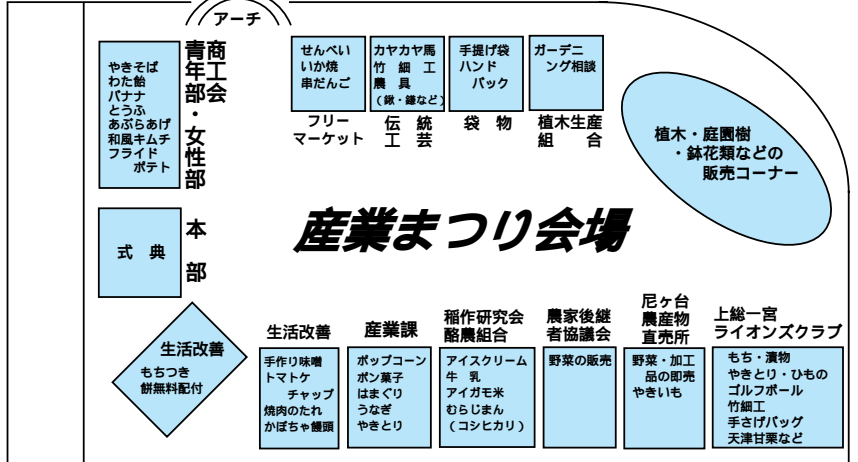 アーチ
やきそば
わた飴
バナナ
とうふ
あぶらあげ
和風キムチ
フライド
ポテト
商工会
青年部・女性部
せんべい
いか焼
串だんご
フリー
マーケット
カヤカヤ馬
竹細工
農具
(鍬・鎌など)
伝統
工芸
手提げ袋
ハンド
バック
袋物
ガーデニ
ング相談
植木生産
組合
植木・庭園樹
・鉢花類などの
販売コーナー
式典
本部
産業まつり会場
生活改善
もちつき
餅無料配付
生活改善
手作り味噌
トマトケ
チャップ
焼肉のたれ
かぼちゃ饅頭
産業課
ポップコーン
ポン菓子
はまぐり
うなぎ
やきとり
稲作研究会
酪農組合
アイスクリーム
牛乳
アイガモ米
むらじまん
(コシヒカリ)
農家後継
者協議会
野菜の販売
尼ヶ台
農産物
直売所
野菜・加工
品の即売
やきいも
上総一宮
ライオンズクラブ
もち・漬物
やきとり・ひもの
ゴルフボール
竹細工
手さげバッグ
天津甘栗など